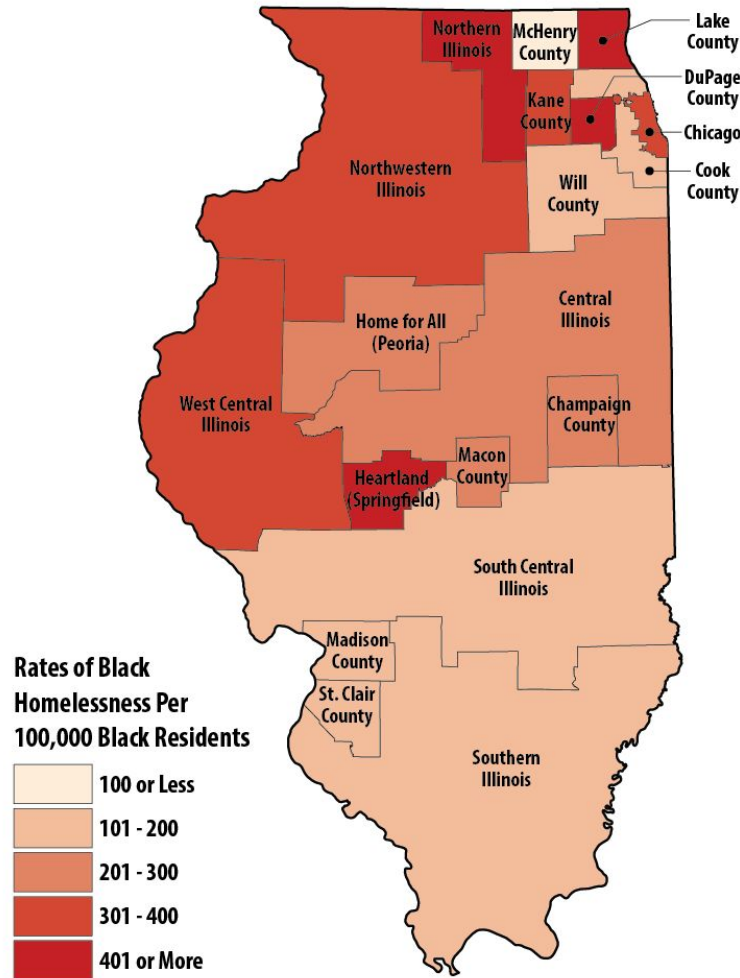 Northern
Illinois
McHenry
County
Lake
County
DuPage
County
Kane
County
Chicago
Cook
County
Northwestern
Illinois
Will
County
Central
Illinois
Home for All
(Peoria)
West Central
Illinois
Champaign
County
Macon
County
Heartland
(Springfield)
South Central
Illinois
Madison
County
St. Clair
County
Southern
Illinois
Rates of Black
Homelessness Per
100,000 Black Residents
100 or Less
101 - 200
201 - 300
301 - 400
401 or More